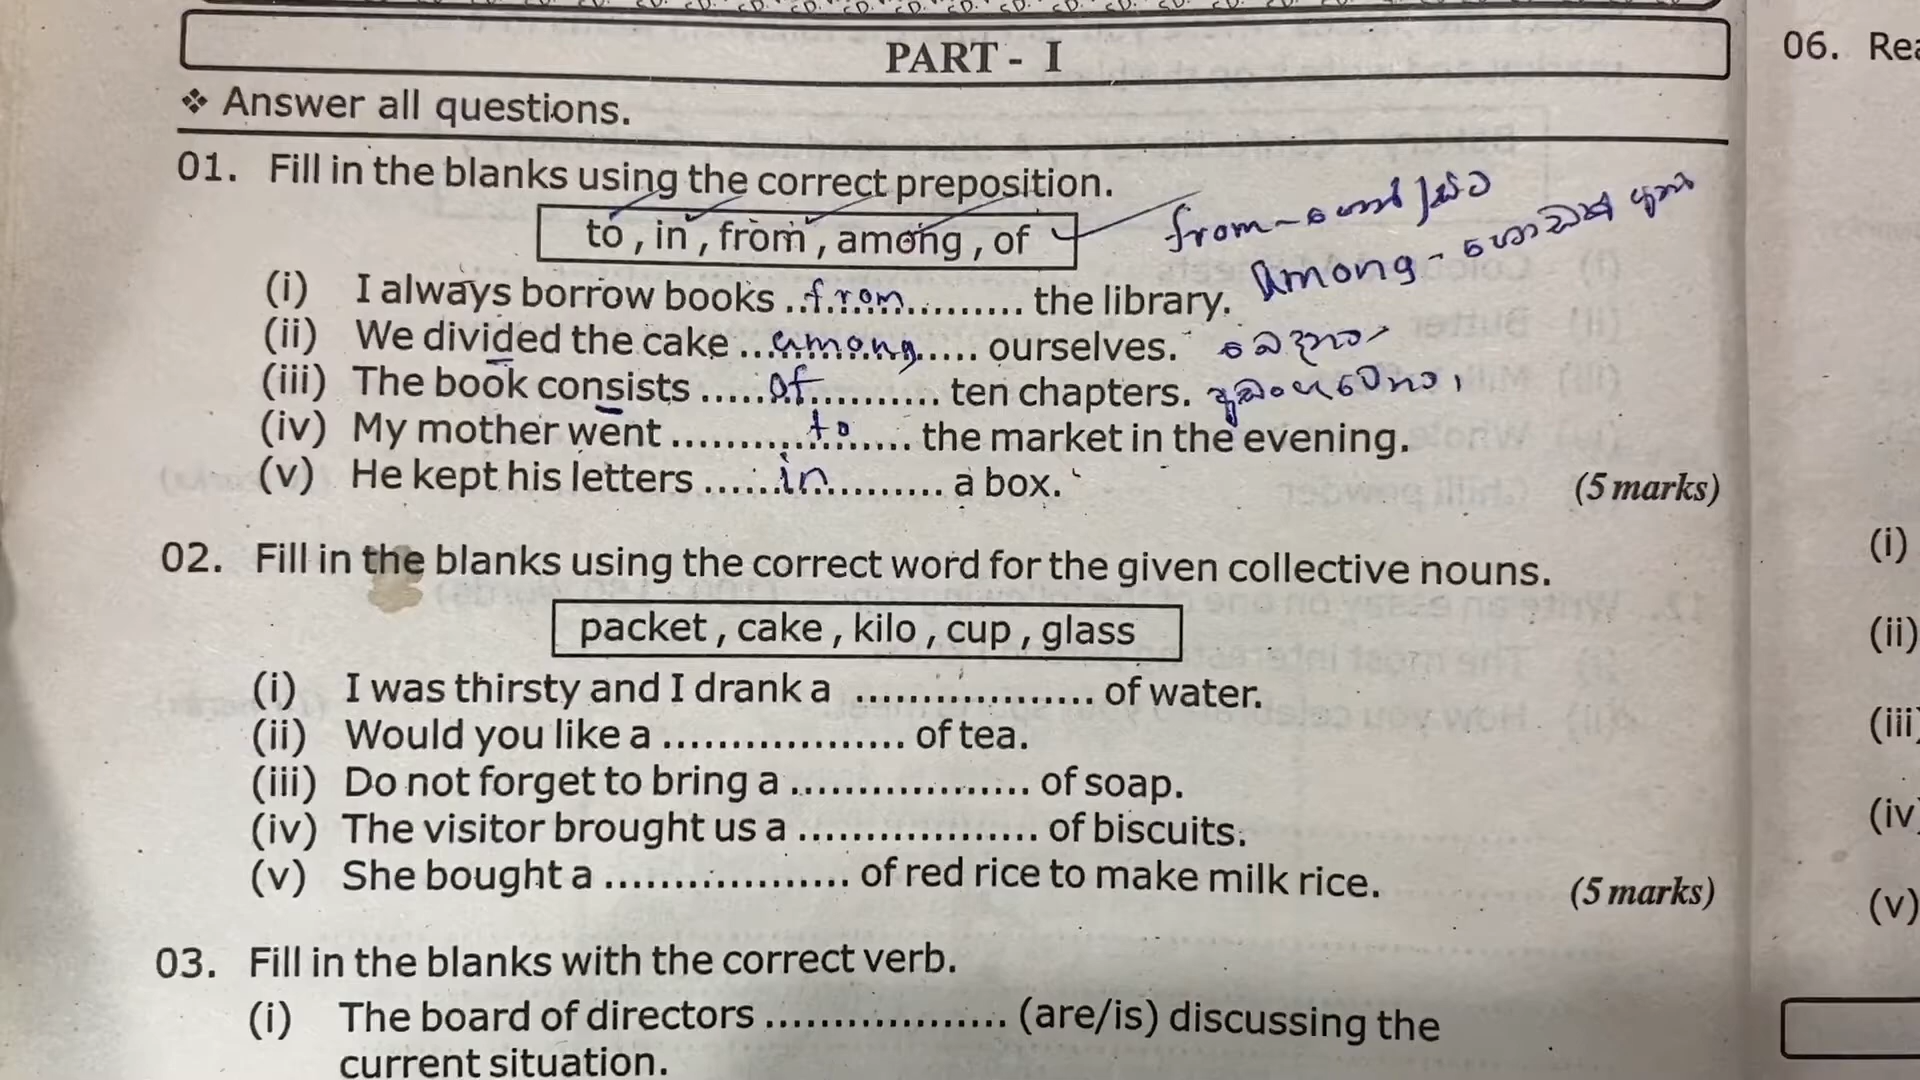 PART - I
06. Rea
❖ Answer all questions.
01. Fill in the blanks using the correct preposition.
to , in , from , among , of
from -
Among -
(i) I always borrow books ..from.......... the library.
(ii) We divided the cake ...among..... ourselves. බෙදනවා
(iii) The book consists .....of.......... ten chapters.
(iv) My mother went ............to...... the market in the evening.
(v) He kept his letters ......in.......... a box.
(5 marks)
02. Fill in the blanks using the correct word for the given collective nouns.
packet , cake , kilo , cup , glass
(i) I was thirsty and I drank a .................... of water.
(ii) Would you like a .................... of tea.
(iii) Do not forget to bring a .................... of soap.
(iv) The visitor brought us a .................... of biscuits.
(v) She bought a .................... of red rice to make milk rice.
(5 marks)
03. Fill in the blanks with the correct verb.
(i) The board of directors .................... (are/is) discussing the
current situation.
(i)
(ii)
(iii)
(iv)
(v)